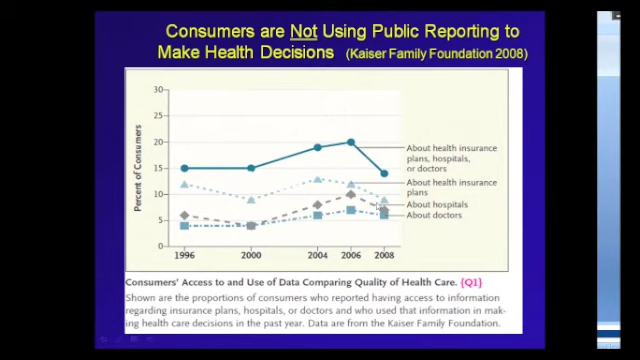 Consumers are Not Using Public Reporting to
Make Health Decisions (Kaiser Family Foundation 2008)
Percent of Consumers
30
25
20
15
10
5
0
1996 2000 2004 2006 2008
About health insurance
plans, hospitals,
or doctors
About health insurance
plans
About hospitals
About doctors
Consumers' Access to and Use of Data Comparing Quality of Health Care. {Q1}
Shown are the proportions of consumers who reported having access to information
regarding insurance plans, hospitals, or doctors and who used that information in mak-
ing health care decisions in the past year. Data are from the Kaiser Family Foundation.